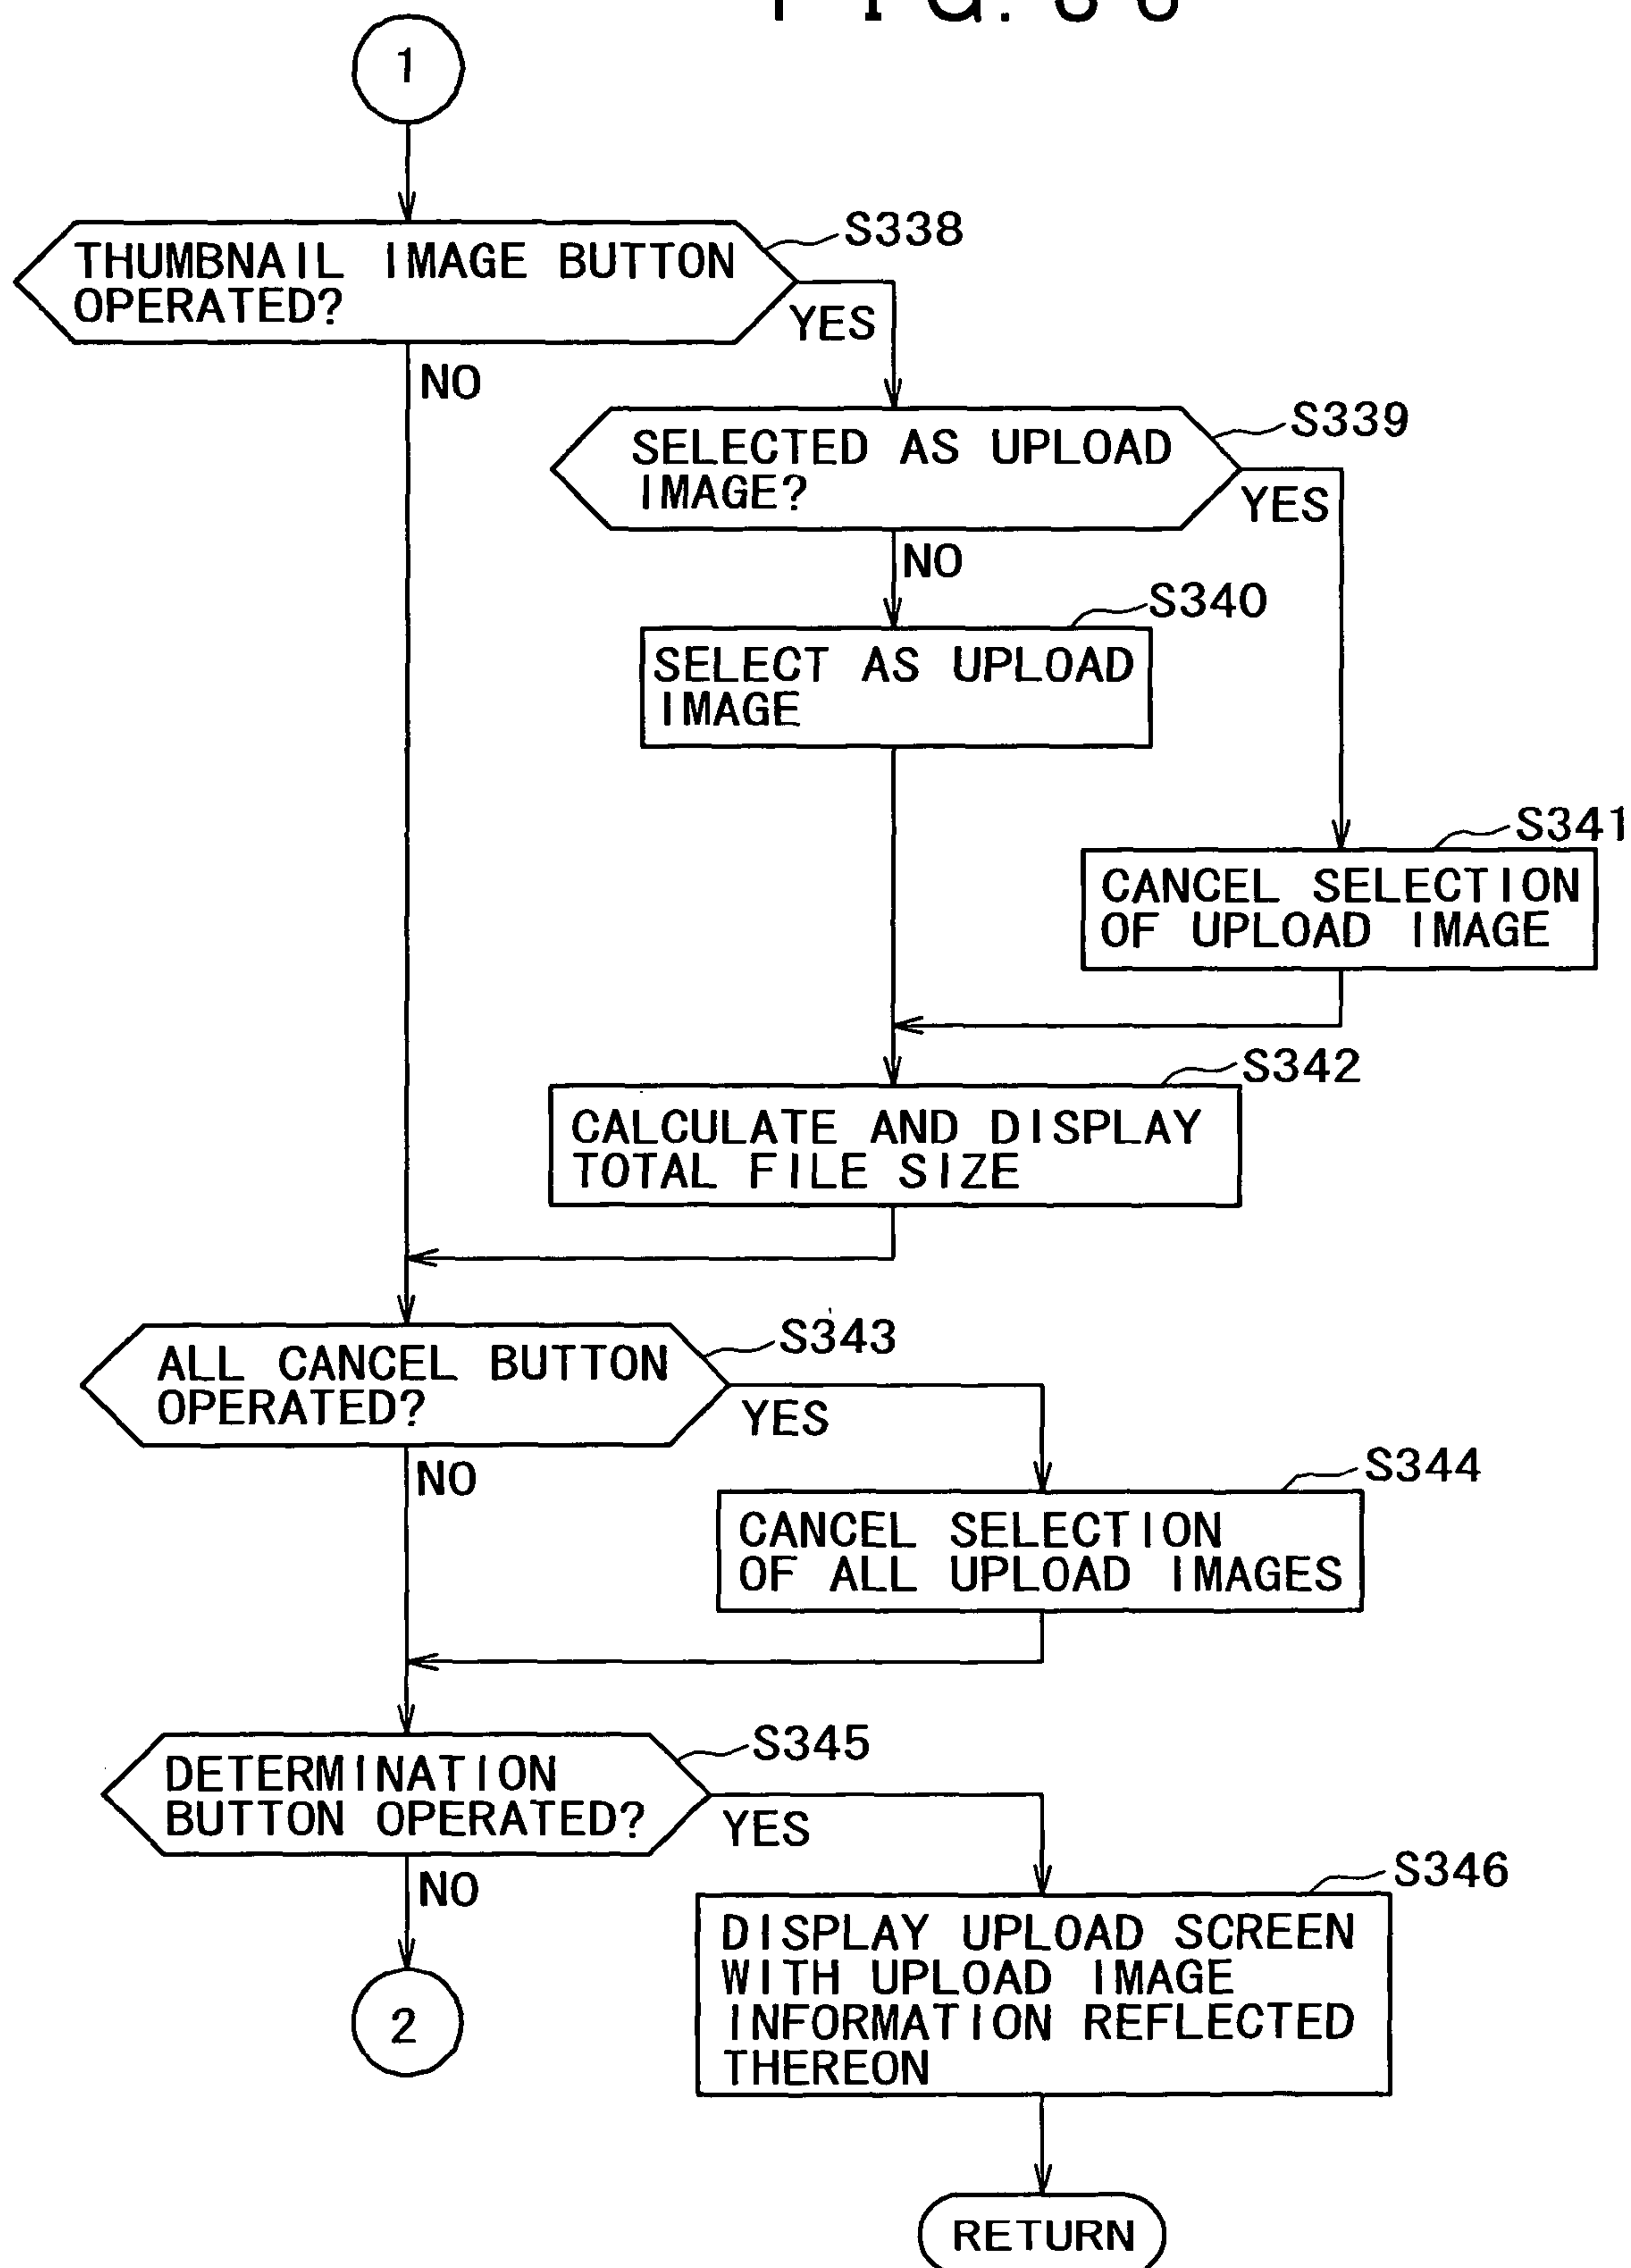 1
THUMBNAIL IMAGE BUTTON
OPERATED?
S338
YES
NO
SELECTED AS UPLOAD
IMAGE?
S339
YES
NO
S340
SELECT AS UPLOAD
IMAGE
S341
CANCEL SELECTION
OF UPLOAD IMAGE
S342
CALCULATE AND DISPLAY
TOTAL FILE SIZE
S343
ALL CANCEL BUTTON
OPERATED?
YES
NO
S344
CANCEL SELECTION
OF ALL UPLOAD IMAGES
S345
DETERMINATION
BUTTON OPERATED?
YES
NO
S346
DISPLAY UPLOAD SCREEN
WITH UPLOAD IMAGE
INFORMATION REFLECTED
THEREON
2
RETURN